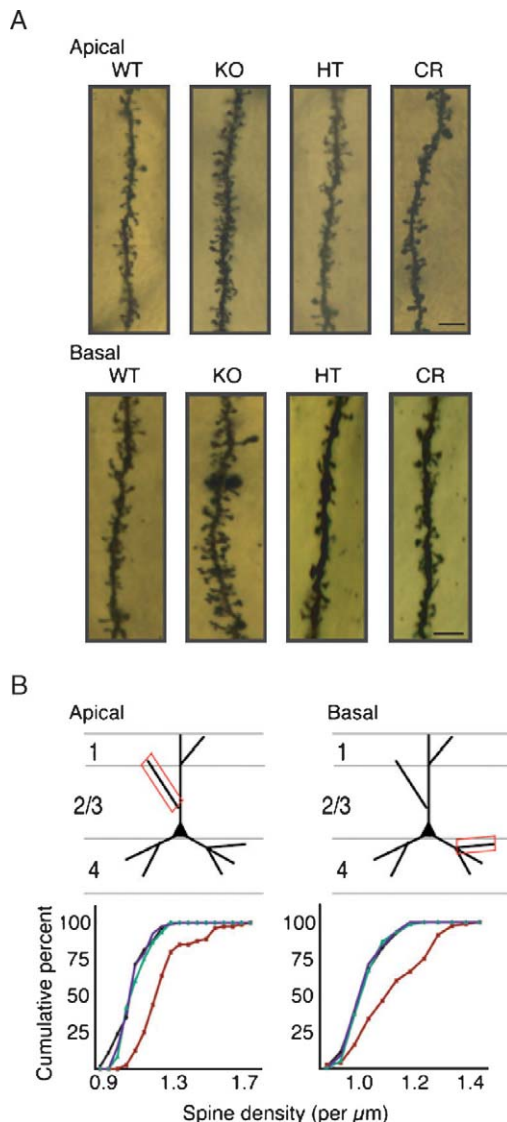 A
Apical
WT KO HT CR
Basal
WT KO HT CR
B
Apical Basal
1 1
2/3 2/3
4 4
Cumulative percent
100 100
75 75
50 50
25 25
0.9 1.3 1.7 1.0 1.2 1.4
Spine density (per µm)